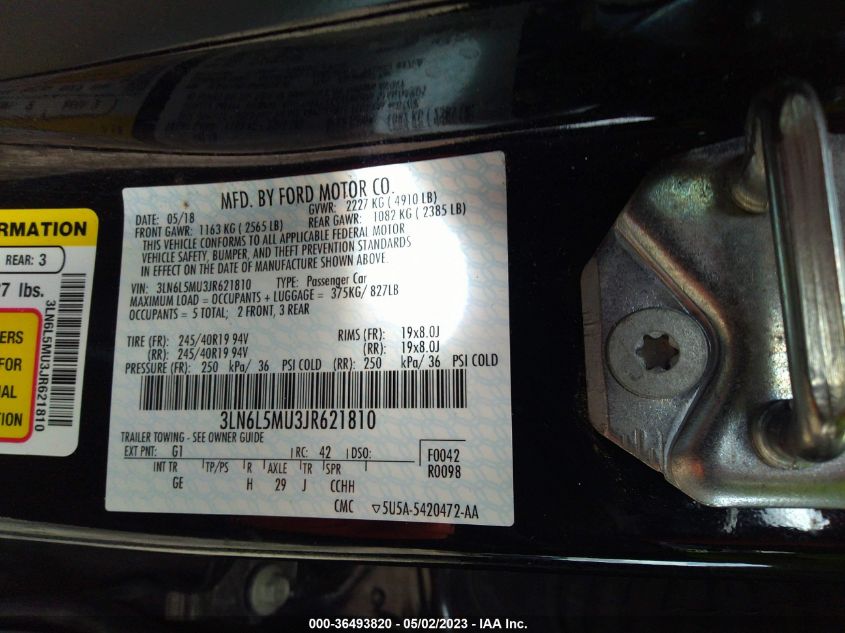 MFD. BY FORD MOTOR CO.
DATE: 05/18 GVWR: 2227 KG ( 4910 LB)
FRONT GAWR: 1163 KG ( 2565 LB) REAR GAWR: 1082 KG ( 2385 LB)
THIS VEHICLE CONFORMS TO ALL APPLICABLE FEDERAL MOTOR
VEHICLE SAFETY, BUMPER, AND THEFT PREVENTION STANDARDS
IN EFFECT ON THE DATE OF MANUFACTURE SHOWN ABOVE.
VIN: 3LN6L5MU3JR621810 TYPE: Passenger Car
MAXIMUM LOAD = OCCUPANTS + LUGGAGE = 375KG/ 827LB
OCCUPANTS = 5 TOTAL; 2 FRONT, 3 REAR
TIRE (FR): 245/40R19 94V RIMS (FR): 19x8.0J
(RR): 245/40R19 94V (RR): 19x8.0J
PRESSURE (FR): 250 kPa/ 36 PSI COLD (RR): 250 kPa/ 36 PSI COLD
3LN6L5MU3JR621810
TRAILER TOWING - SEE OWNER GUIDE
EXT PNT: G1 RC: 42 DSO: F0042
R0098
INT TR TP/PS R AXLE TR SPR
GE H 29 J CCHH
CMC ▽5U5A-5420472-AA
RMATION
REAR: 3
7 lbs.
ERS
FOR
AL
ION
3LN6L5MU3JR621810
000-36493820 - 05/02/2023 - IAA Inc.